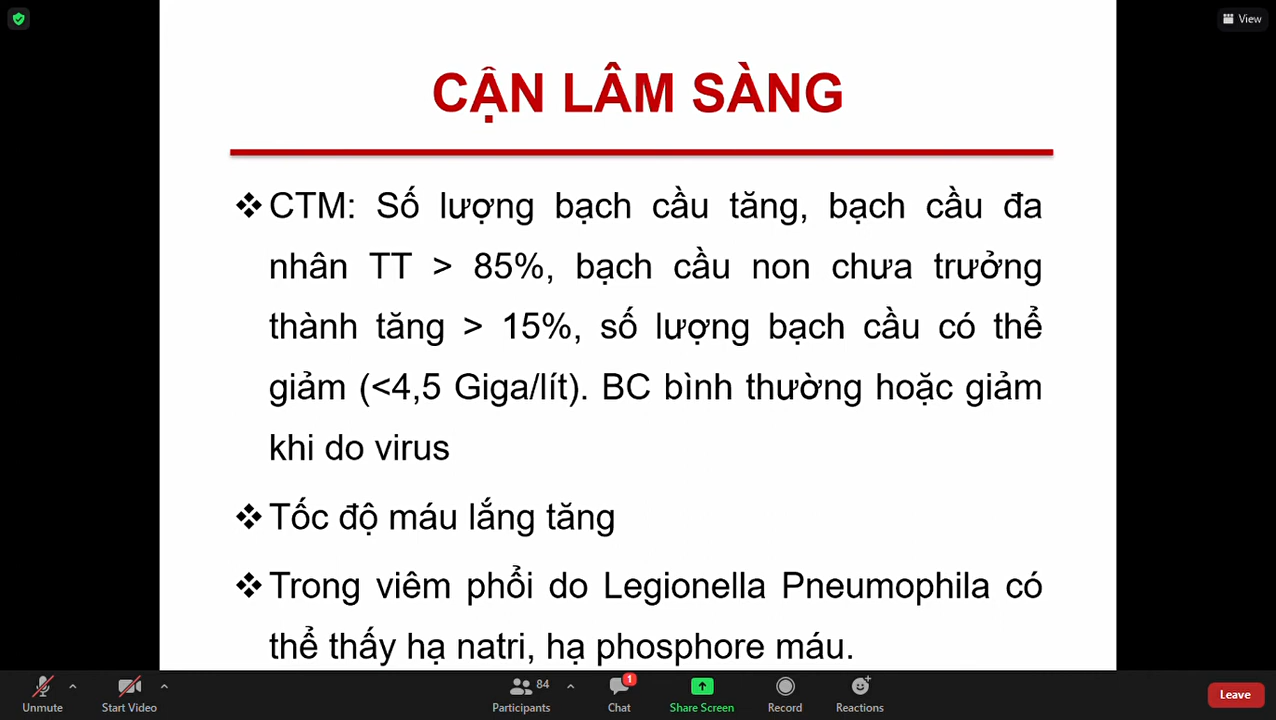 View
CẬN LÂM SÀNG
❖ CTM: Số lượng bạch cầu tăng, bạch cầu đa
nhân TT > 85%, bạch cầu non chưa trưởng
thành tăng > 15%, số lượng bạch cầu có thể
giảm (<4,5 Giga/lít). BC bình thường hoặc giảm
khi do virus
❖ Tốc độ máu lắng tăng
❖ Trong viêm phổi do Legionella Pneumophila có
thể thấy hạ natri, hạ phosphore máu.
84
1
Unmute Start Video Participants Chat Share Screen Record Reactions Leave